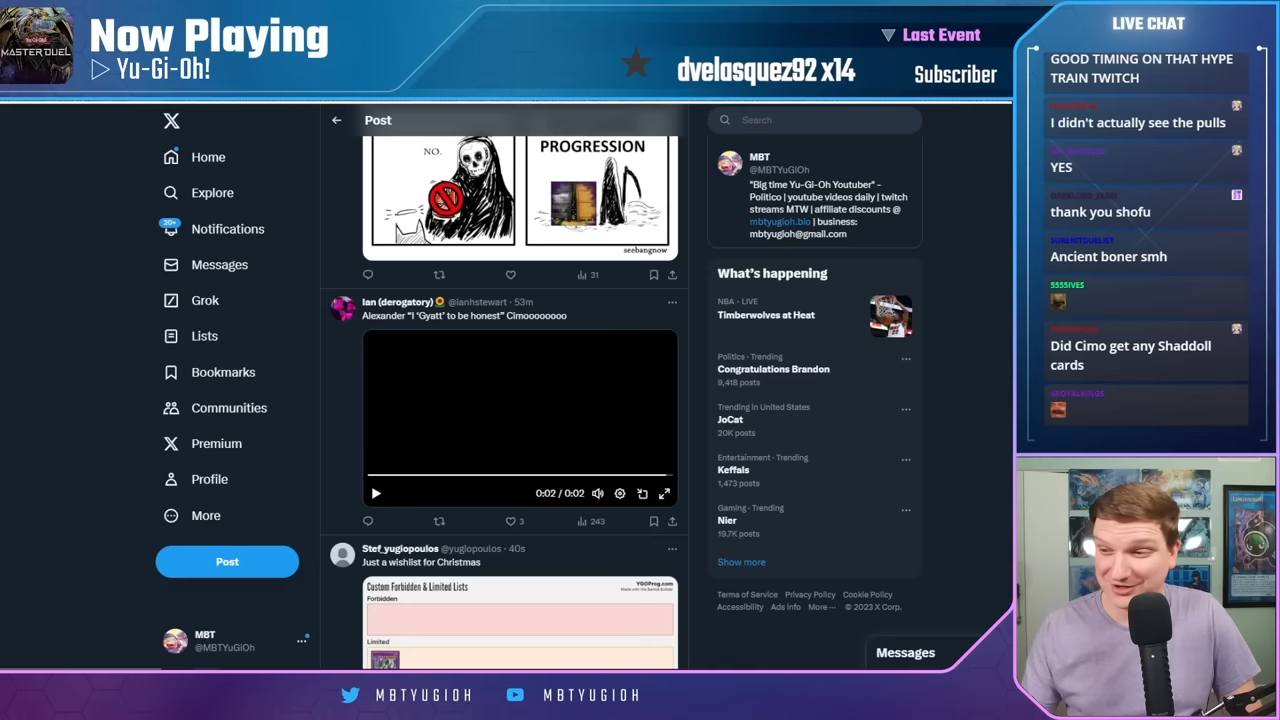 MASTER DUEL
Now Playing
Yu-Gi-Oh!
Last Event
dvelasquez92 x14
Subscriber
LIVE CHAT
GOOD TIMING ON THAT HYPE
TRAIN TWITCH
I didn't actually see the pulls
YES
thank you shofu
Ancient boner smh
5555IVES
Did Cimo get any Shaddoll
cards
Home
Explore
20+
Notifications
Messages
Grok
Lists
Bookmarks
Communities
Premium
Profile
More
Post
MBT
@MBTYuGiOh
Post
NO.
PROGRESSION
seebangnow
31
Ian (derogatory) @ianhstewart · 53m
Alexander “I ‘Gyatt’ to be honest” Cimoooooooo
0:02 / 0:02
3
243
Stef_yugiopoulos @yugiopoulos · 40s
Just a wishlist for Christmas
Custom Forbidden & Limited Lists
YGOProg.com
Forbidden
Limited
Search
MBT
@MBTYuGiOh
"Big time Yu-Gi-Oh Youtuber" -
Politico | youtube videos daily | twitch
streams MTW | affiliate discounts @
mbtyugioh.bio | business:
mbtyugioh@gmail.com
What’s happening
NBA · LIVE
Timberwolves at Heat
Politics · Trending
Congratulations Brandon
9,418 posts
Trending in United States
JoCat
20K posts
Entertainment · Trending
Keffals
1,473 posts
Gaming · Trending
Nier
19.7K posts
Show more
Terms of Service Privacy Policy Cookie Policy
Accessibility Ads info More ··· © 2023 X Corp.
Messages
MBTYUGIOH
MBTYUGIOH